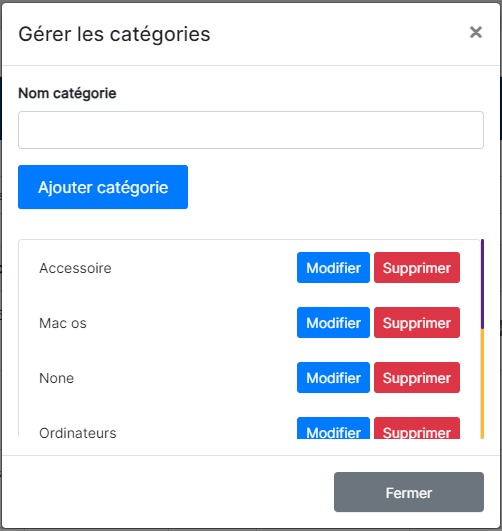 Gérer les catégories ×
Nom catégorie
Ajouter catégorie
Accessoire Modifier Supprimer
Mac os Modifier Supprimer
None Modifier Supprimer
Ordinateurs Modifier Supprimer
Fermer